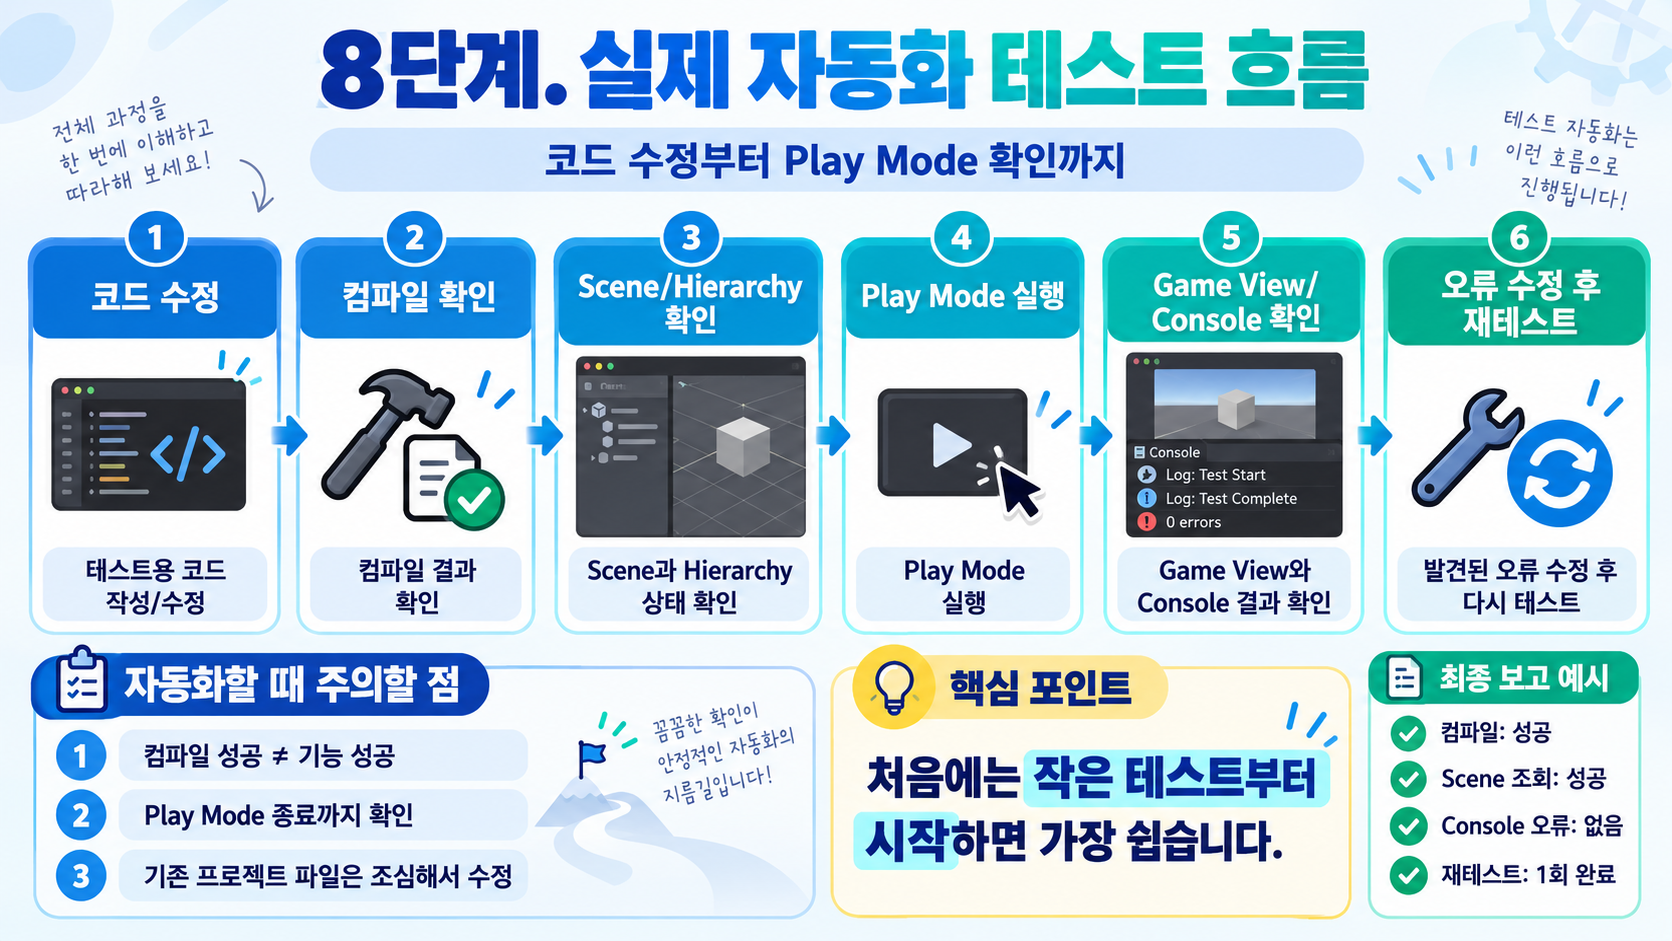 8단계. 실제 자동화 테스트 흐름
코드 수정부터 Play Mode 확인까지
전체 과정을
한 번에 이해하고
따라해 보세요!
테스트 자동화는
이런 흐름으로
진행됩니다!
1
코드 수정
</>
테스트용 코드
작성/수정
2
컴파일 확인
컴파일 결과
확인
3
Scene/Hierarchy
확인
Scene과 Hierarchy
상태 확인
4
Play Mode 실행
Play Mode
실행
5
Game View/
Console 확인
Console
Log: Test Start
Log: Test Complete
0 errors
Game View와
Console 결과 확인
6
오류 수정 후
재테스트
발견된 오류 수정 후
다시 테스트
자동화할 때 주의할 점
1 컴파일 성공 ≠ 기능 성공
2 Play Mode 종료까지 확인
3 기존 프로젝트 파일은 조심해서 수정
꼼꼼한 확인이
안정적인 자동화의
지름길입니다!
핵심 포인트
처음에는 작은 테스트부터
시작하면 가장 쉽습니다.
최종 보고 예시
컴파일: 성공
Scene 조회: 성공
Console 오류: 없음
재테스트: 1회 완료